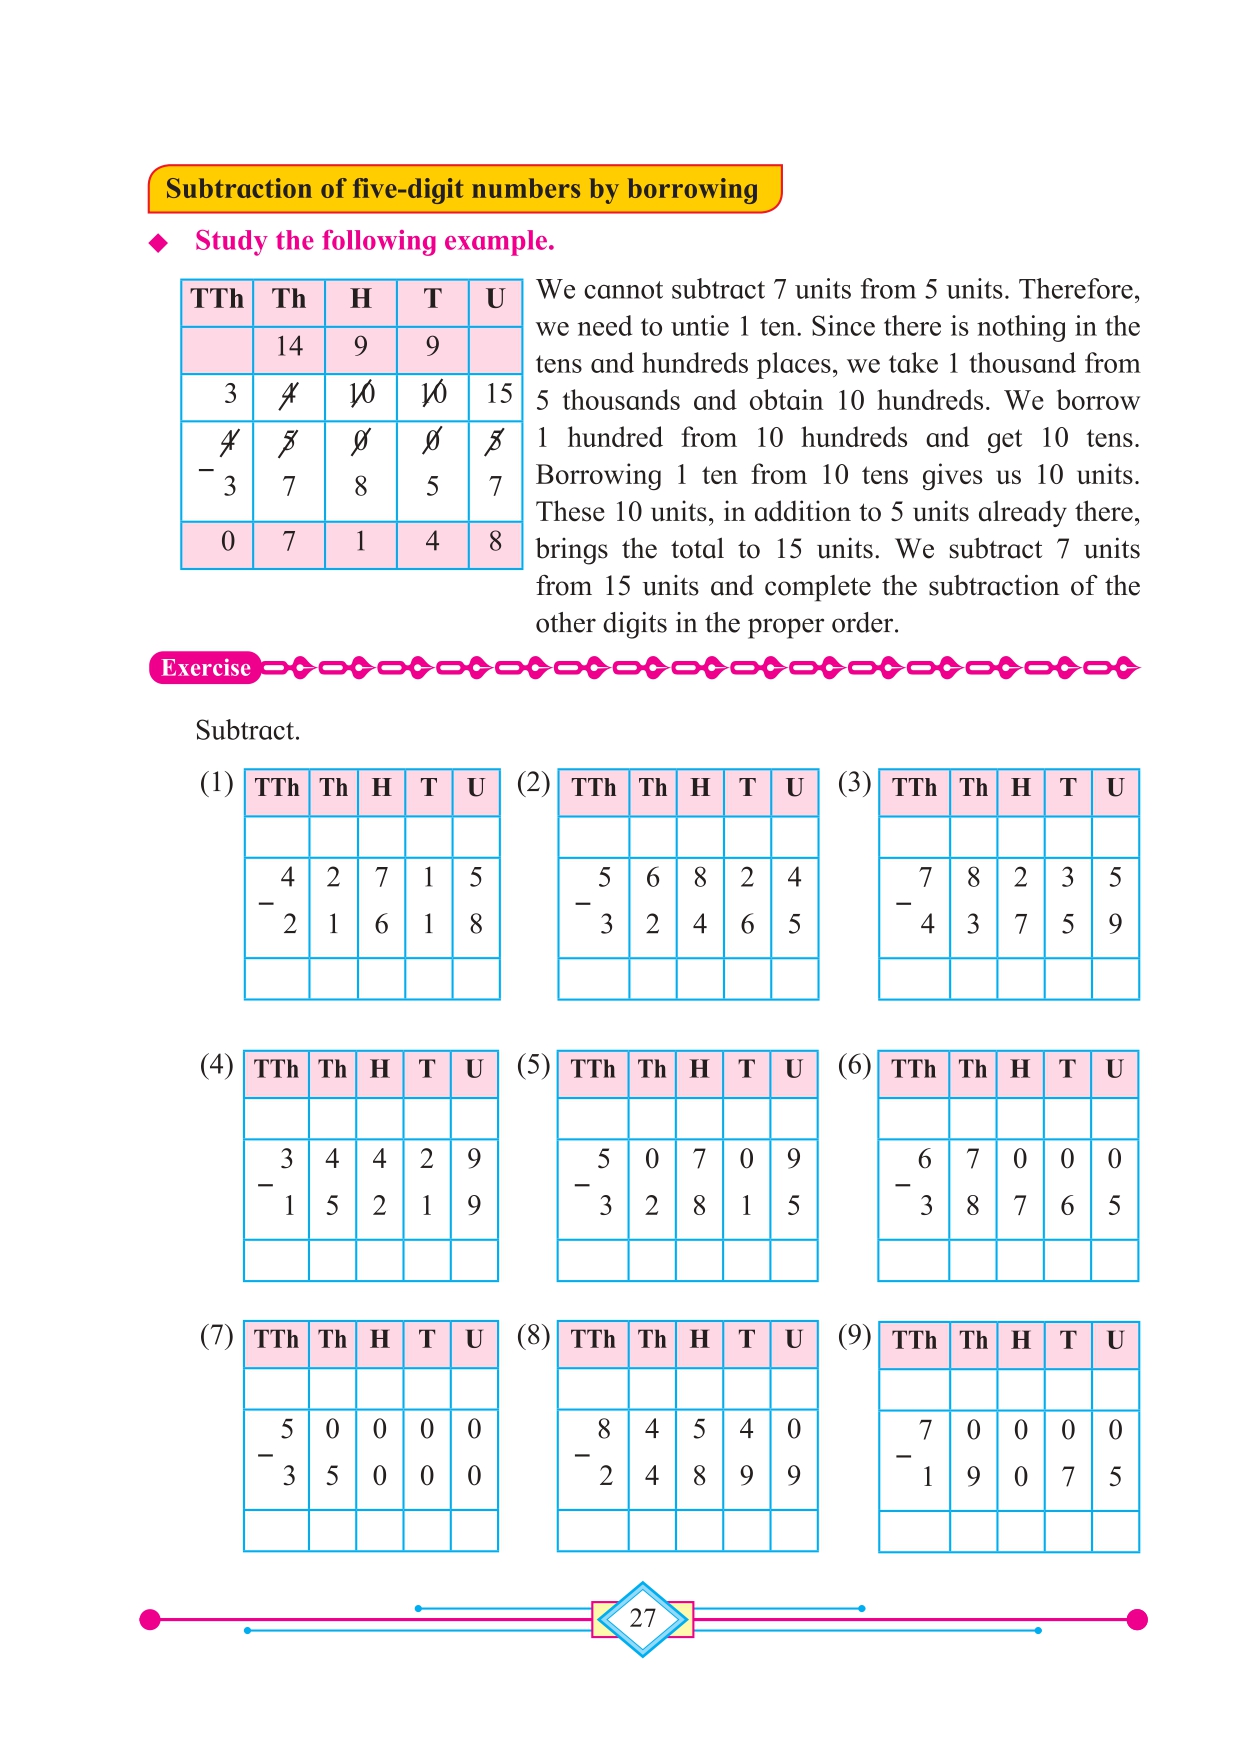 Subtraction of five-digit numbers by borrowing
Study the following example.
TTh Th H T U
14 9 9
3 4 10 10 15
4 5 0 0 5
– 3 7 8 5 7
0 7 1 4 8
We cannot subtract 7 units from 5 units. Therefore,
we need to untie 1 ten. Since there is nothing in the
tens and hundreds places, we take 1 thousand from
5 thousands and obtain 10 hundreds. We borrow
1 hundred from 10 hundreds and get 10 tens.
Borrowing 1 ten from 10 tens gives us 10 units.
These 10 units, in addition to 5 units already there,
brings the total to 15 units. We subtract 7 units
from 15 units and complete the subtraction of the
other digits in the proper order.
Exercise
Subtract.
(1) TTh Th H T U
4 2 7 1 5
– 2 1 6 1 8
(2) TTh Th H T U
5 6 8 2 4
– 3 2 4 6 5
(3) TTh Th H T U
7 8 2 3 5
– 4 3 7 5 9
(4) TTh Th H T U
3 4 4 2 9
– 1 5 2 1 9
(5) TTh Th H T U
5 0 7 0 9
– 3 2 8 1 5
(6) TTh Th H T U
6 7 0 0 0
– 3 8 7 6 5
(7) TTh Th H T U
5 0 0 0 0
– 3 5 0 0 0
(8) TTh Th H T U
8 4 5 4 0
– 2 4 8 9 9
(9) TTh Th H T U
7 0 0 0 0
– 1 9 0 7 5
27